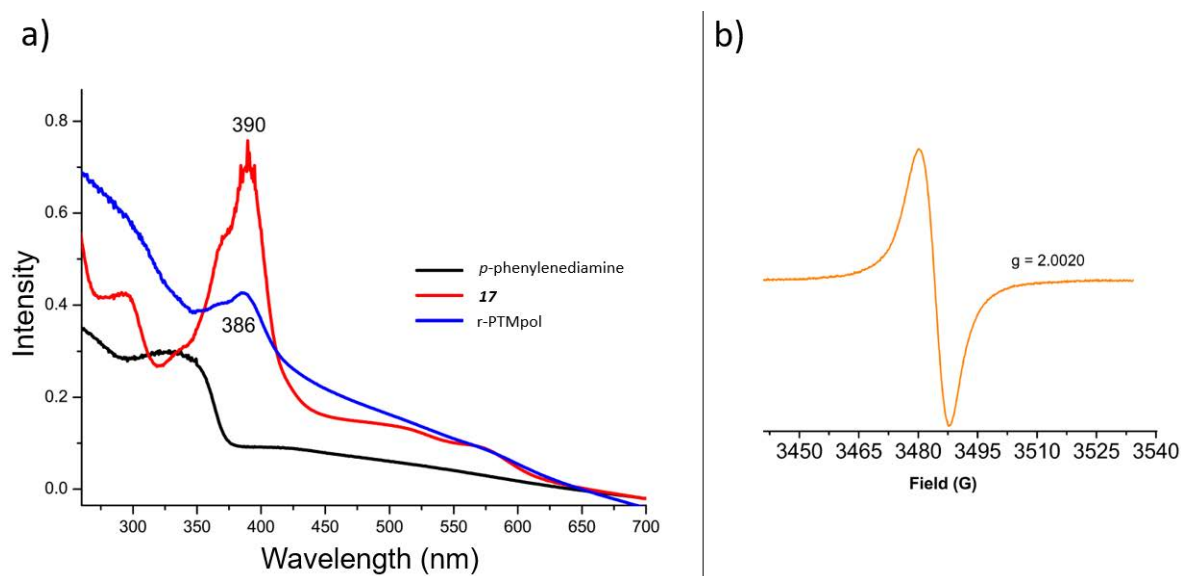 a)
0.8
0.6
0.4
0.2
0.0
Intensity
390
386
p-phenylenediamine
17
r-PTMpol
300 350 400 450 500 550 600 650 700
Wavelength (nm)
b)
g = 2.0020
3450 3465 3480 3495 3510 3525 3540
Field (G)